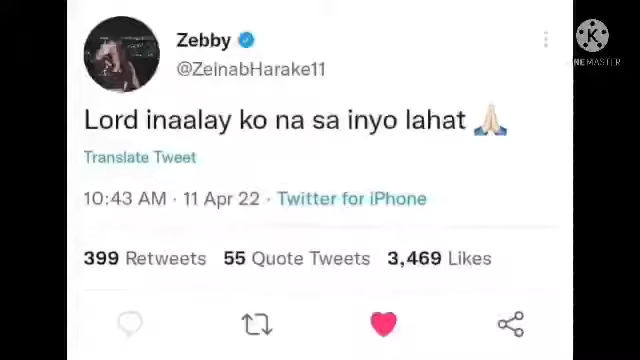 Zebby
@ZeinabHarake11
Lord inaalay ko na sa inyo lahat 🙏🏻
Translate Tweet
10:43 AM · 11 Apr 22 · Twitter for iPhone
399 Retweets 55 Quote Tweets 3,469 Likes
K
KINEMASTER